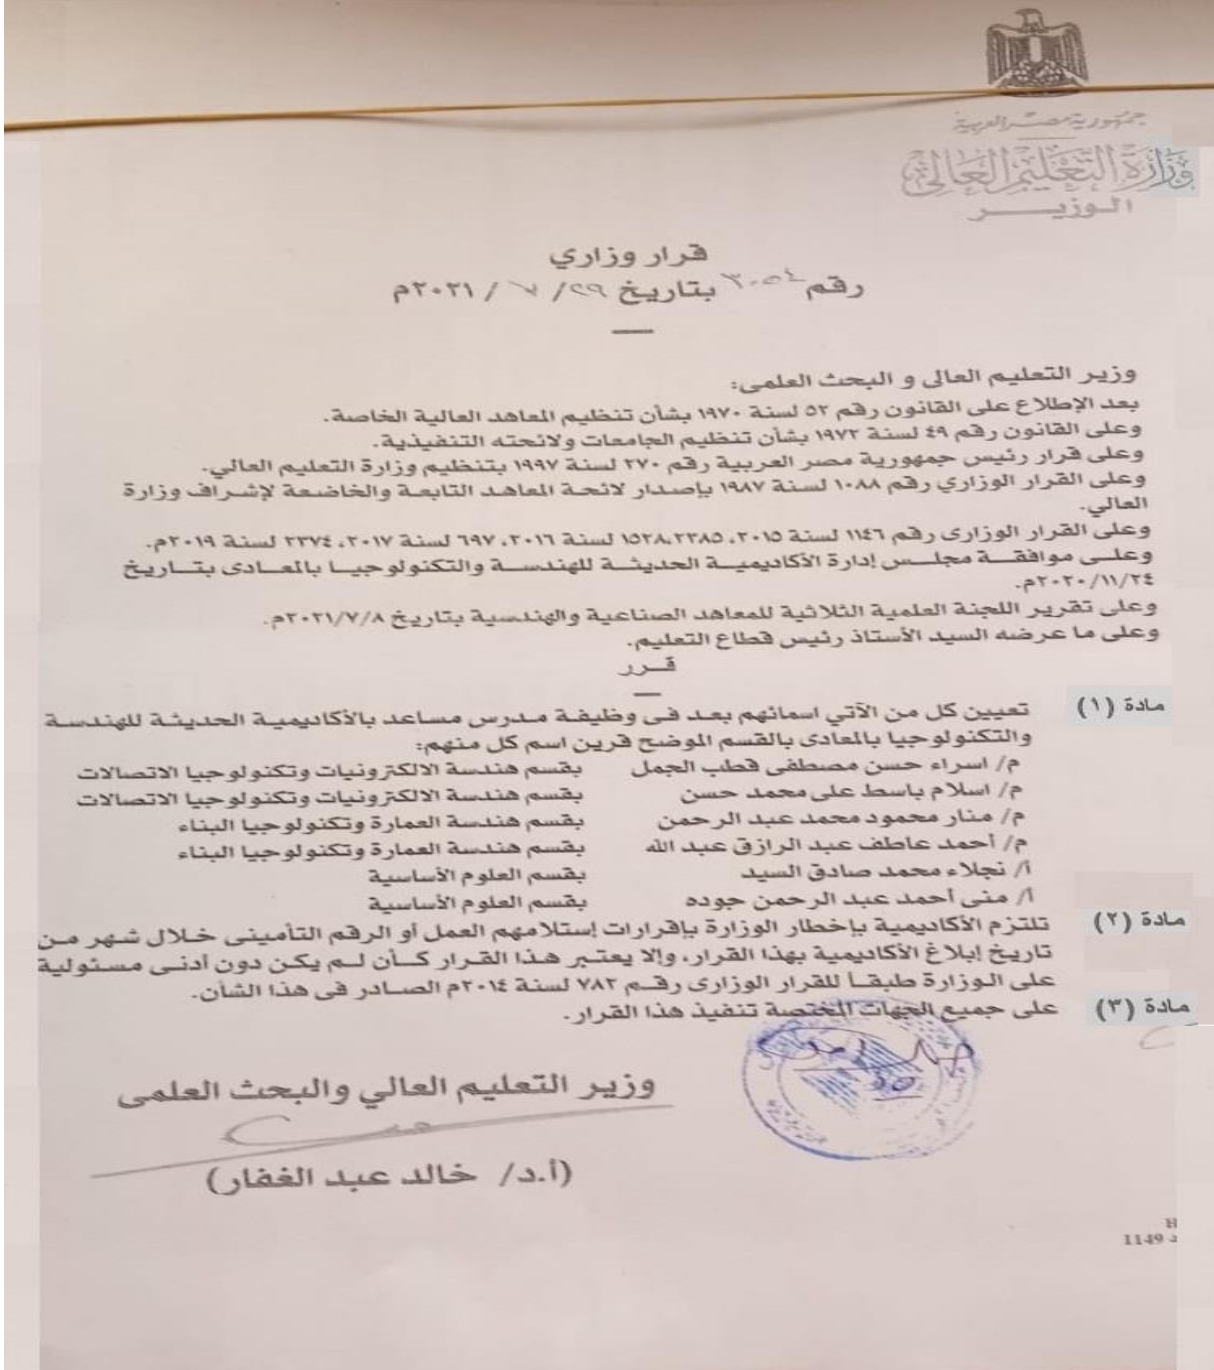 جمهورية مصر العربية
وزارة التعليم العالي
الوزير
قرار وزاري
رقم ٣٠٥٤ بتاريخ ٢٩/ ٧ / ٢٠٢١م
وزير التعليم العالى و البحث العلمى:
بعد الإطلاع على القانون رقم ٥٢ لسنة ١٩٧٠ بشأن تنظيم المعاهد العالية الخاصة.
وعلى القانون رقم ٤٩ لسنة ١٩٧٢ بشأن تنظيم الجامعات ولائحته التنفيذية.
وعلى قرار رئيس جمهورية مصر العربية رقم ٢٧٠ لسنة ١٩٩٧ بتنظيم وزارة التعليم العالي.
وعلى القرار الوزاري رقم ١٠٨٨ لسنة ١٩٨٧ بإصدار لائحة المعاهد التابعة والخاضعة لإشراف وزارة
العالي.
وعلى القرار الوزارى رقم ١١٤٦ لسنة ٢٠١٥، ١٥٢٨،٢٣٨٥ لسنة ٢٠١٦، ٦٩٧ لسنة ٢٠١٧، ٢٣٧٤ لسنة ٢٠١٩م.
وعلى موافقة مجلس إدارة الأكاديمية الحديثة للهندسة والتكنولوجيا بالمعادى بتاريخ
٢٠٢٠/١١/٢٤م.
وعلى تقرير اللجنة العلمية الثلاثية للمعاهد الصناعية والهندسية بتاريخ ٢٠٢١/٧/٨م.
وعلى ما عرضه السيد الأستاذ رئيس قطاع التعليم.
قرر
مادة (١) تعيين كل من الآتي اسمائهم بعد فى وظيفة مدرس مساعد بالأكاديمية الحديثة للهندسة
والتكنولوجيا بالمعادى بالقسم الموضح قرين اسم كل منهم:
م/ اسراء حسن مصطفى قطب الجمل بقسم هندسة الالكترونيات وتكنولوجيا الاتصالات
م/ اسلام باسط على محمد حسن بقسم هندسة الالكترونيات وتكنولوجيا الاتصالات
م/ منار محمود محمد عبد الرحمن بقسم هندسة العمارة وتكنولوجيا البناء
م/ أحمد عاطف عبد الرازق عبد الله بقسم هندسة العمارة وتكنولوجيا البناء
أ/ نجلاء محمد صادق السيد بقسم العلوم الأساسية
أ/ منى أحمد عبد الرحمن جوده بقسم العلوم الأساسية
مادة (٢) تلتزم الأكاديمية بإخطار الوزارة بإقرارات إستلامهم العمل أو الرقم التأمينى خلال شهر من
تاريخ إبلاغ الأكاديمية بهذا القرار، وإلا يعتبر هذا القرار كأن لم يكن دون أدنى مسئولية
على الوزارة طبقاً للقرار الوزارى رقم ٧٨٢ لسنة ٢٠١٤م الصادر فى هذا الشأن.
مادة (٣) على جميع الجهات المختصة تنفيذ هذا القرار.
وزير التعليم العالي والبحث العلمى
(أ.د/ خالد عبد الغفار)
H
1149 د